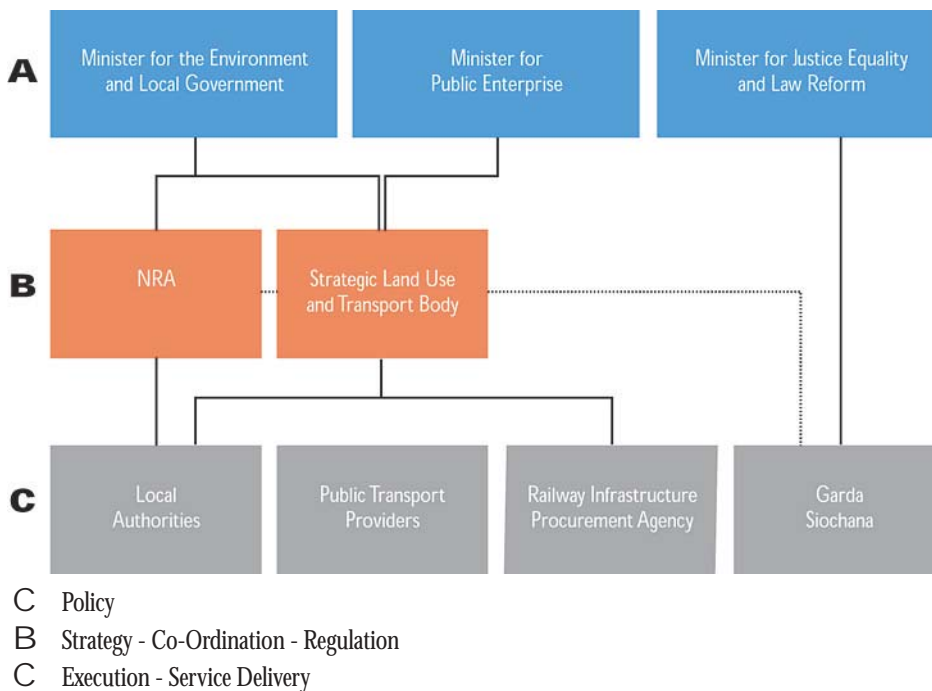 A
Minister for the Environment
and Local Government
Minister for
Public Enterprise
Minister for Justice Equality
and Law Reform
B
NRA
Strategic Land Use
and Transport Body
C
Local
Authorities
Public Transport
Providers
Railway Infrastructure
Procurement Agency
Garda
Siochana
C Policy
B Strategy - Co-Ordination - Regulation
C Execution - Service Delivery